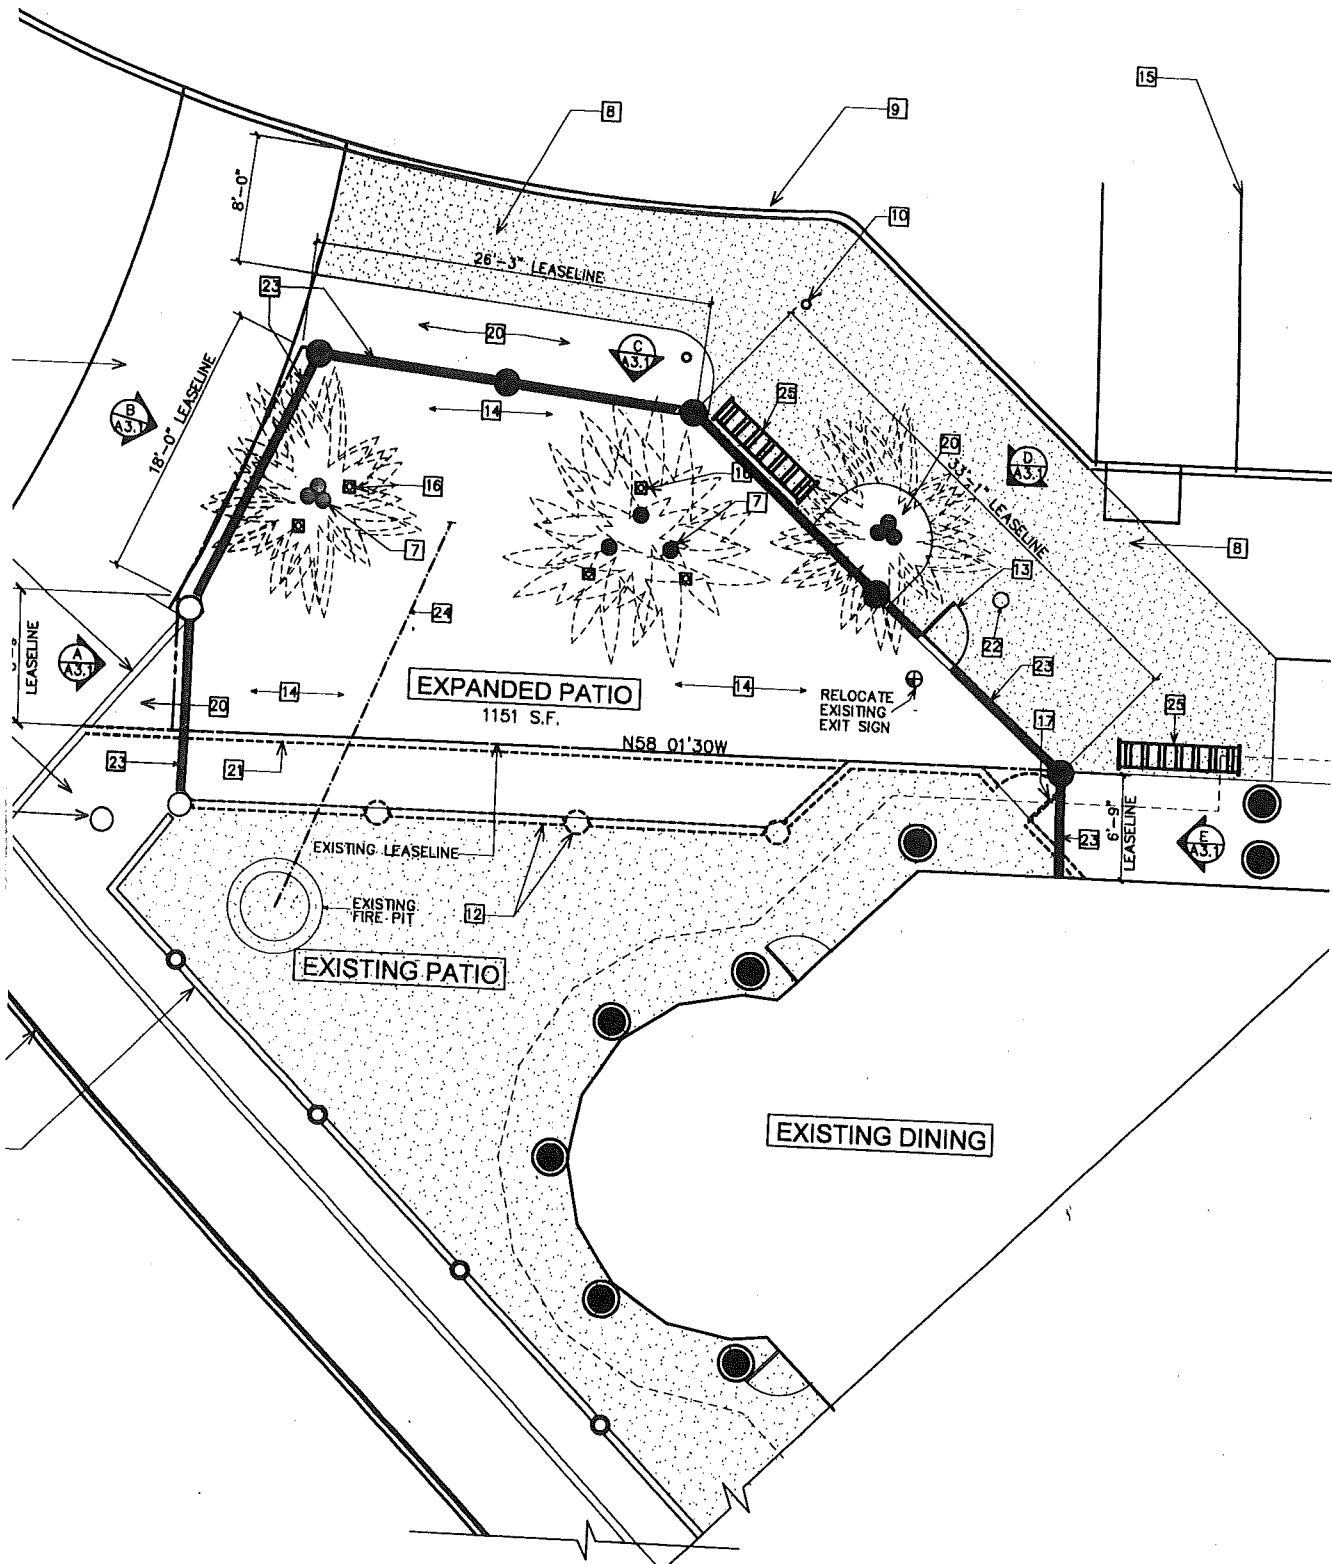 15
8
9
8'-0"
10
26'-3" LEASELINE
23
20
C
A3.1
18'-0" LEASELINE
B
A3.1
14
25
20
D
A3.1
16
7
7
33'-1" LEASELINE
8
13
24
22
A
A3.1
LEASELINE
14
EXPANDED PATIO
1151 S.F.
14
RELOCATE
EXISITING
EXIT SIGN
23
20
17
25
23
21
N58 01'30W
6'-9"
LEASELINE
23
E
A3.1
EXISTING LEASELINE
EXISTING
FIRE PIT
12
EXISTING PATIO
EXISTING DINING